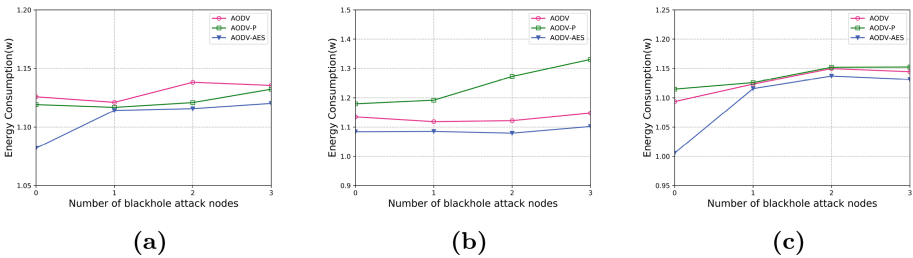 1.20
1.15
1.10
1.05
Energy Consumption(w)
AODV
AODV-P
AODV-AES
0 1 2 3
Number of blackhole attack nodes
(a)
1.5
1.4
1.3
1.2
1.1
1.0
0.9
Energy Consumption(w)
AODV
AODV-P
AODV-AES
0 1 2 3
Number of blackhole attack nodes
(b)
1.25
1.20
1.15
1.10
1.05
1.00
0.95
Energy Consumption(w)
AODV
AODV-P
AODV-AES
0 1 2 3
Number of blackhole attack nodes
(c)